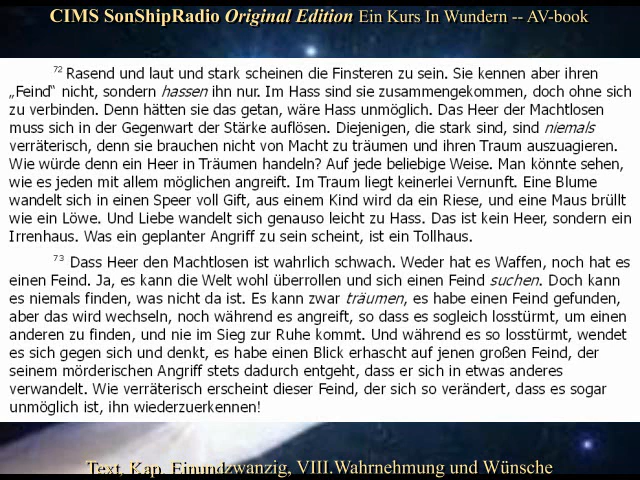 CIMS SonShipRadio Original Edition Ein Kurs In Wundern -- AV-book
72 Rasend und laut und stark scheinen die Finsteren zu sein. Sie kennen aber ihren
„Feind“ nicht, sondern hassen ihn nur. Im Hass sind sie zusammengekommen, doch ohne sich
zu verbinden. Denn hätten sie das getan, wäre Hass unmöglich. Das Heer der Machtlosen
muss sich in der Gegenwart der Stärke auflösen. Diejenigen, die stark sind, sind niemals
verräterisch, denn sie brauchen nicht von Macht zu träumen und ihren Traum auszuagieren.
Wie würde denn ein Heer in Träumen handeln? Auf jede beliebige Weise. Man könnte sehen,
wie es jeden mit allem möglichen angreift. Im Traum liegt keinerlei Vernunft. Eine Blume
wandelt sich in einen Speer voll Gift, aus einem Kind wird da ein Riese, und eine Maus brüllt
wie ein Löwe. Und Liebe wandelt sich genauso leicht zu Hass. Das ist kein Heer, sondern ein
Irrenhaus. Was ein geplanter Angriff zu sein scheint, ist ein Tollhaus.
73 Dass Heer den Machtlosen ist wahrlich schwach. Weder hat es Waffen, noch hat es
einen Feind. Ja, es kann die Welt wohl überrollen und sich einen Feind suchen. Doch kann
es niemals finden, was nicht da ist. Es kann zwar träumen, es habe einen Feind gefunden,
aber das wird wechseln, noch während es angreift, so dass es sogleich losstürmt, um einen
anderen zu finden, und nie im Sieg zur Ruhe kommt. Und während es so losstürmt, wendet
es sich gegen sich und denkt, es habe einen Blick erhascht auf jenen großen Feind, der
seinem mörderischen Angriff stets dadurch entgeht, dass er sich in etwas anderes
verwandelt. Wie verräterisch erscheint dieser Feind, der sich so verändert, dass es sogar
unmöglich ist, ihn wiederzuerkennen!
Text, Kap. Einundzwanzig, VIII.Wahrnehmung und Wünsche